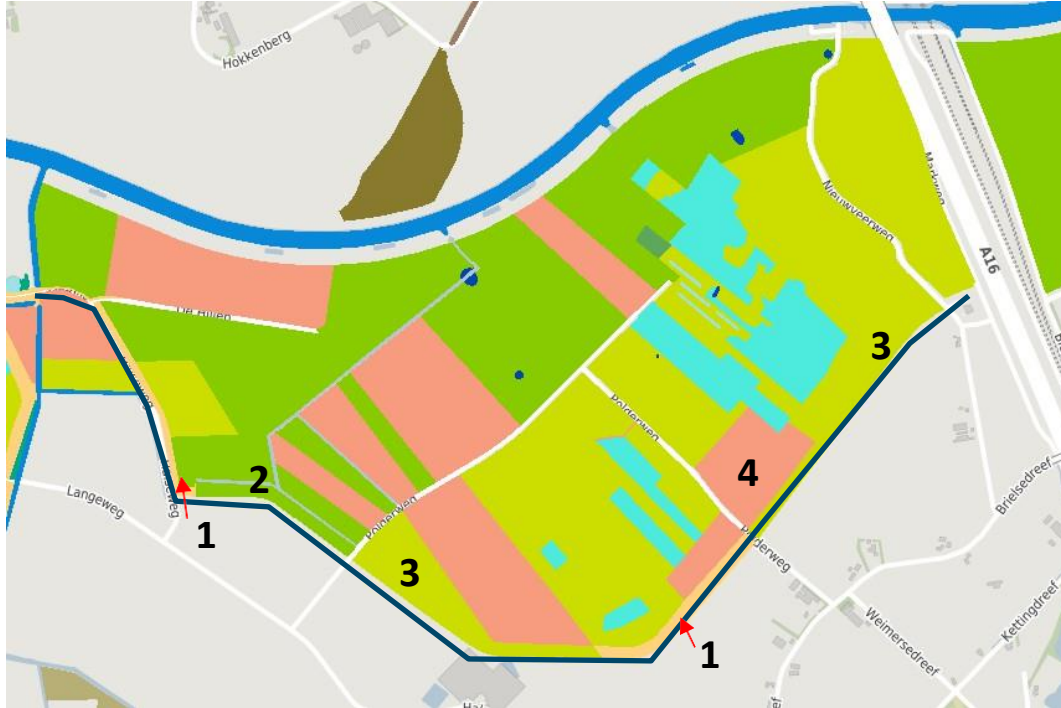 Hokkenberg
A16
Markweg
Nieuwveerweg
De Hillen
3
Polderweg
4
2
Langeweg
Polderweg
Brielsedreef
1
3
Polderweg
Weimersedreef
Kettingdreef
1